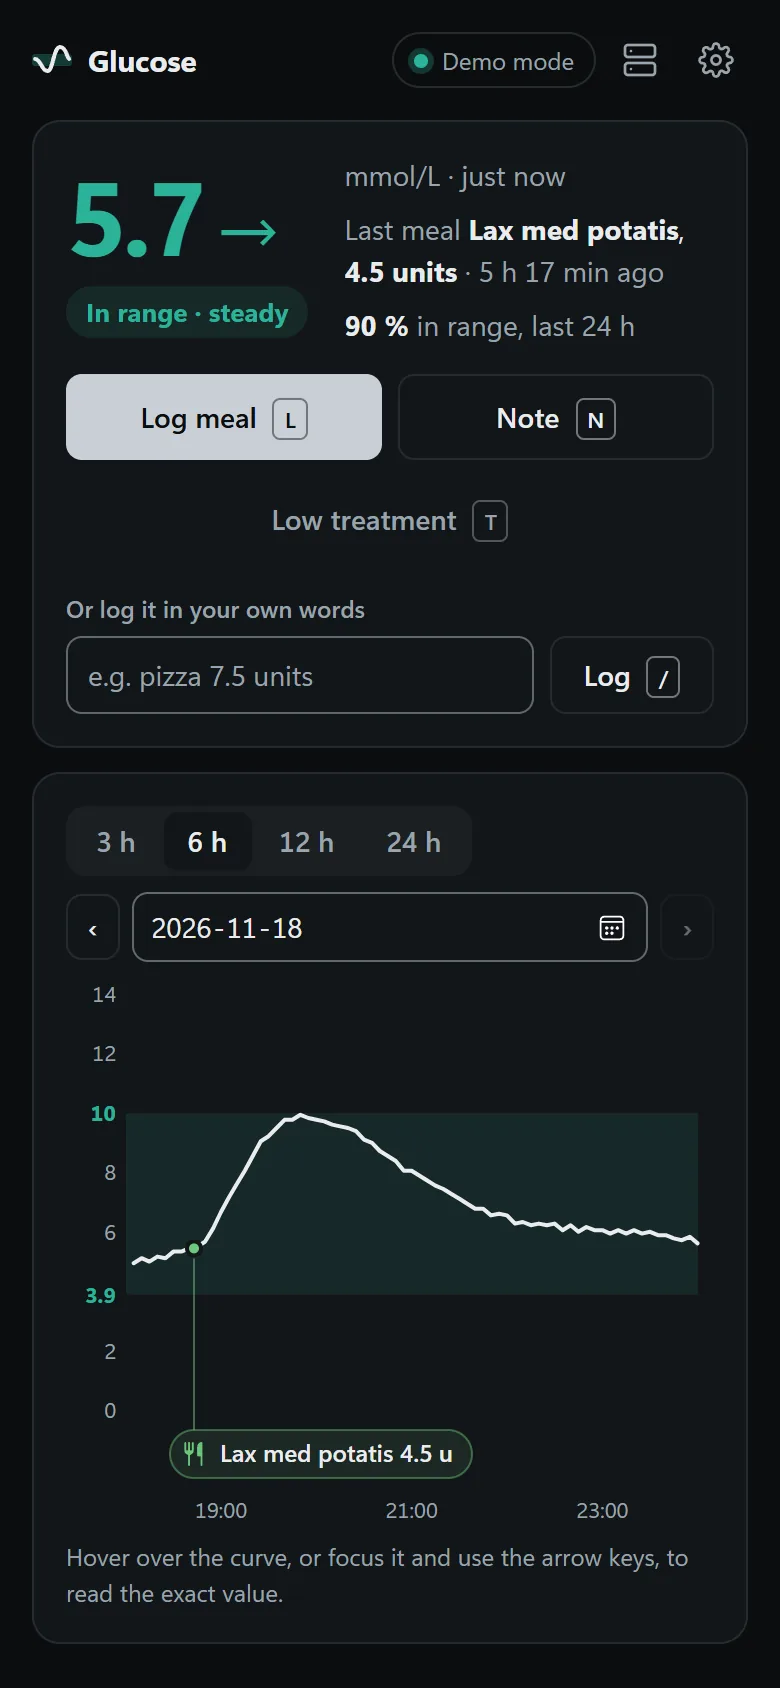 Glucose
Demo mode
5.7 →
In range · steady
mmol/L · just now
Last meal Lax med potatis,
4.5 units · 5 h 17 min ago
90 % in range, last 24 h
Log meal L
Note N
Low treatment T
Or log it in your own words
e.g. pizza 7.5 units
Log /
3 h 6 h 12 h 24 h
‹ 2026-11-18 ›
14
12
10
8
6
3.9
2
0
Lax med potatis 4.5 u
19:00 21:00 23:00
Hover over the curve, or focus it and use the arrow keys, to
read the exact value.